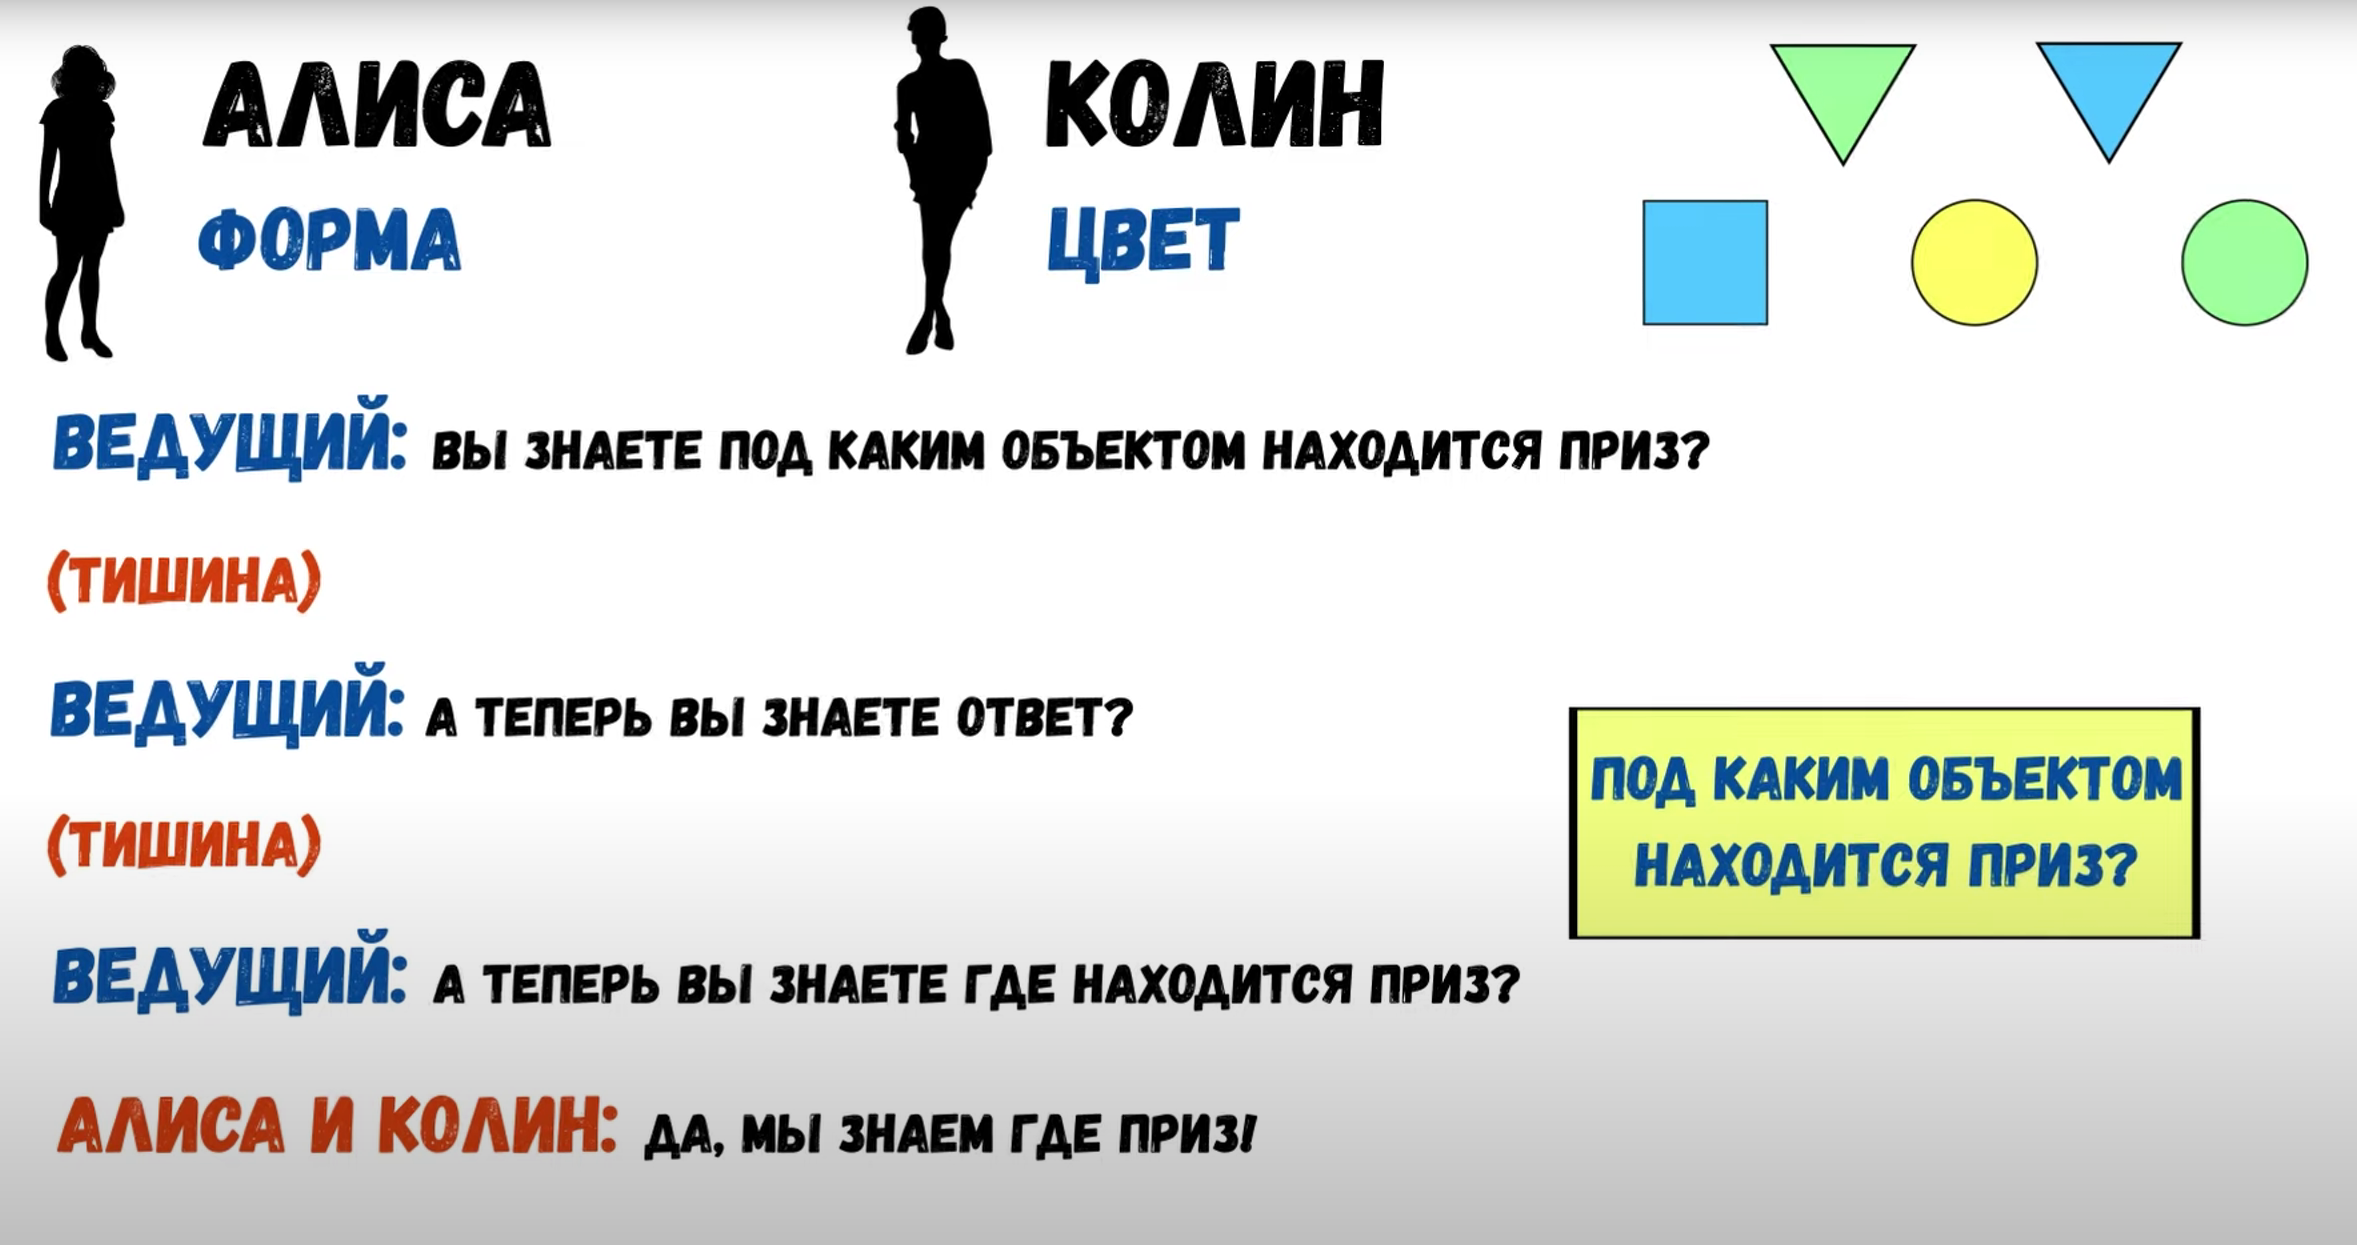 АЛИСА
ФОРМА
КОЛИН
ЦВЕТ
ВЕДУЩИЙ: ВЫ ЗНАЕТЕ ПОД КАКИМ ОБЪЕКТОМ НАХОДИТСЯ ПРИЗ?
(ТИШИНА)
ВЕДУЩИЙ: А ТЕПЕРЬ ВЫ ЗНАЕТЕ ОТВЕТ?
(ТИШИНА)
ПОД КАКИМ ОБЪЕКТОМ
НАХОДИТСЯ ПРИЗ?
ВЕДУЩИЙ: А ТЕПЕРЬ ВЫ ЗНАЕТЕ ГДЕ НАХОДИТСЯ ПРИЗ?
АЛИСА И КОЛИН: ДА, МЫ ЗНАЕМ ГДЕ ПРИЗ!